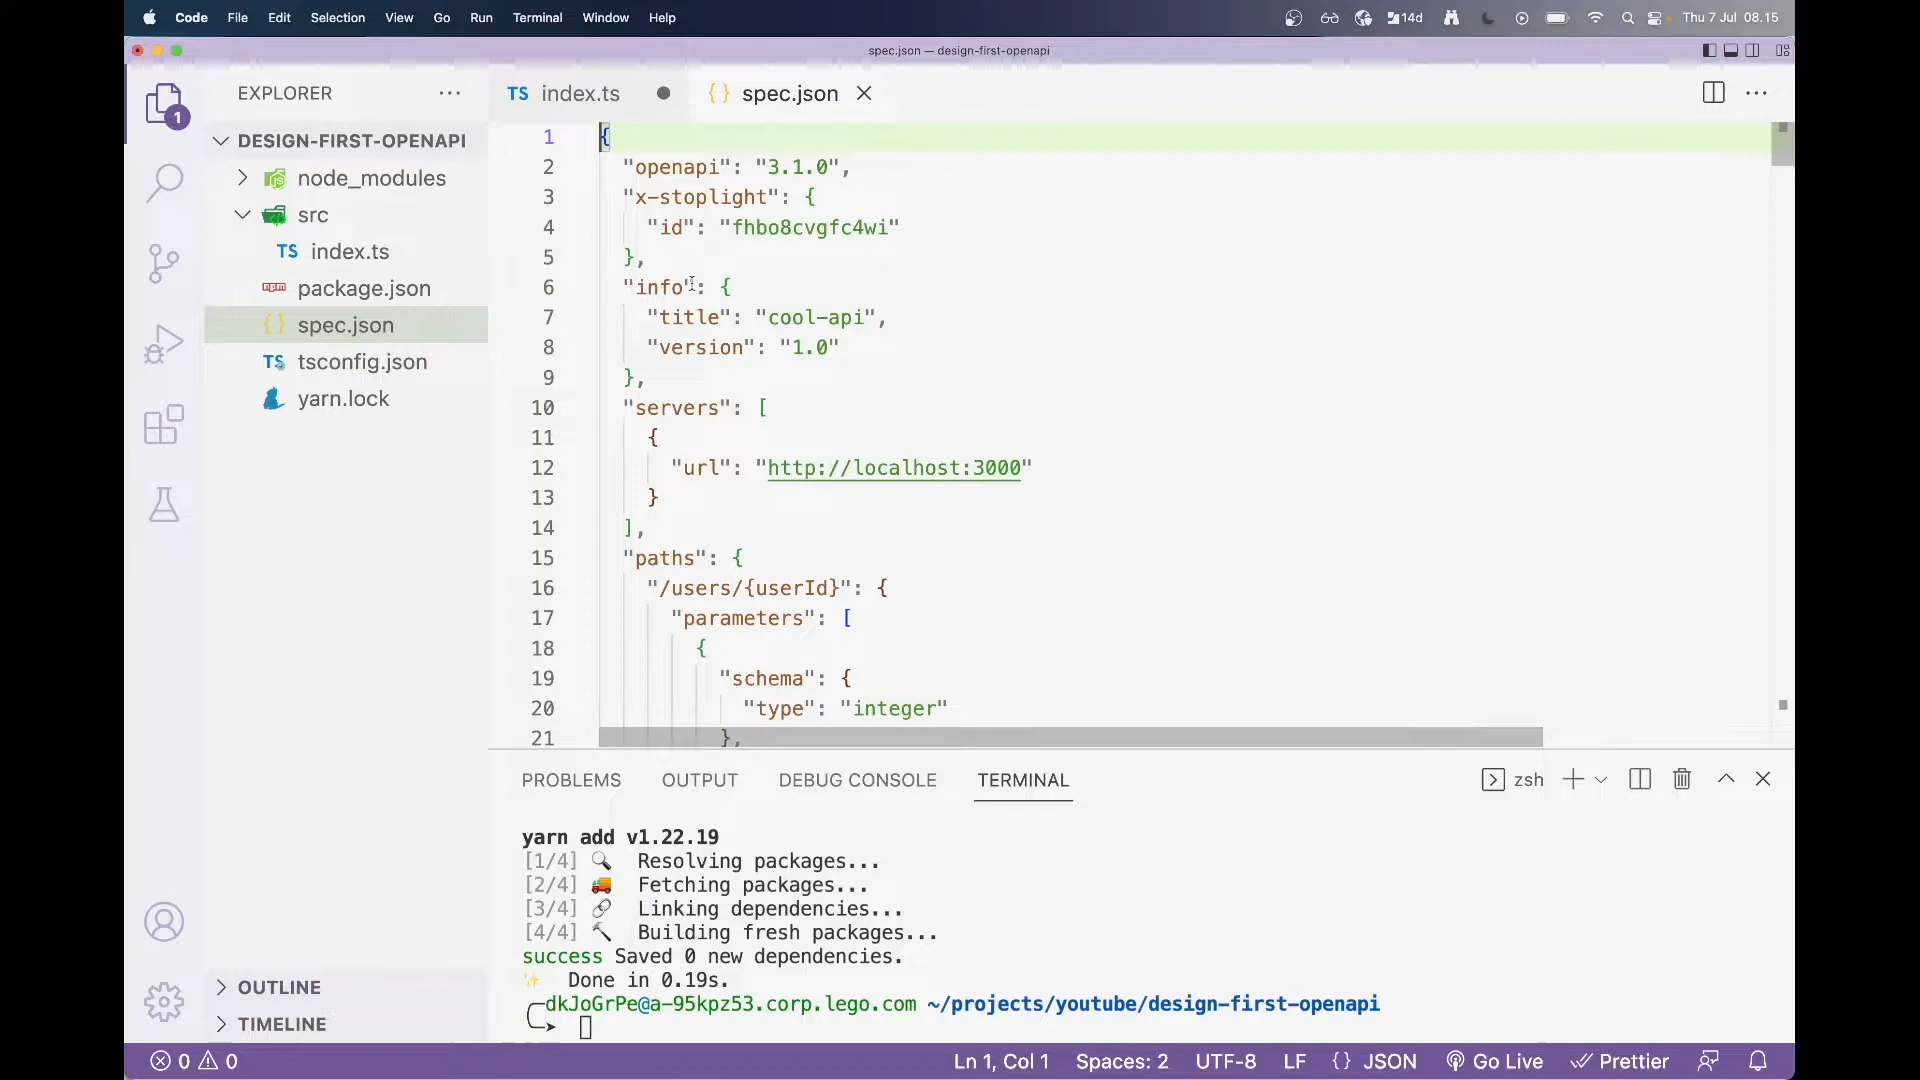 Code File Edit Selection View Go Run Terminal Window Help 14d Thu 7 Jul 08.15
spec.json — design-first-openapi
EXPLORER
DESIGN-FIRST-OPENAPI
node_modules
src
TS index.ts
package.json
{} spec.json
TS tsconfig.json
yarn.lock
OUTLINE
TIMELINE
1
TS index.ts {} spec.json
1 {
2 "openapi": "3.1.0",
3 "x-stoplight": {
4 "id": "fhbo8cvgfc4wi"
5 },
6 "info": {
7 "title": "cool-api",
8 "version": "1.0"
9 },
10 "servers": [
11 {
12 "url": "http://localhost:3000"
13 }
14 ],
15 "paths": {
16 "/users/{userId}": {
17 "parameters": [
18 {
19 "schema": {
20 "type": "integer"
21 },
PROBLEMS OUTPUT DEBUG CONSOLE TERMINAL zsh
yarn add v1.22.19
[1/4] 🔍 Resolving packages...
[2/4] 🚚 Fetching packages...
[3/4] 🔗 Linking dependencies...
[4/4] 🔨 Building fresh packages...
success Saved 0 new dependencies.
✨ Done in 0.19s.
dkJoGrPe@a-95kpz53.corp.lego.com ~/projects/youtube/design-first-openapi
0 0 Ln 1, Col 1 Spaces: 2 UTF-8 LF {} JSON Go Live Prettier